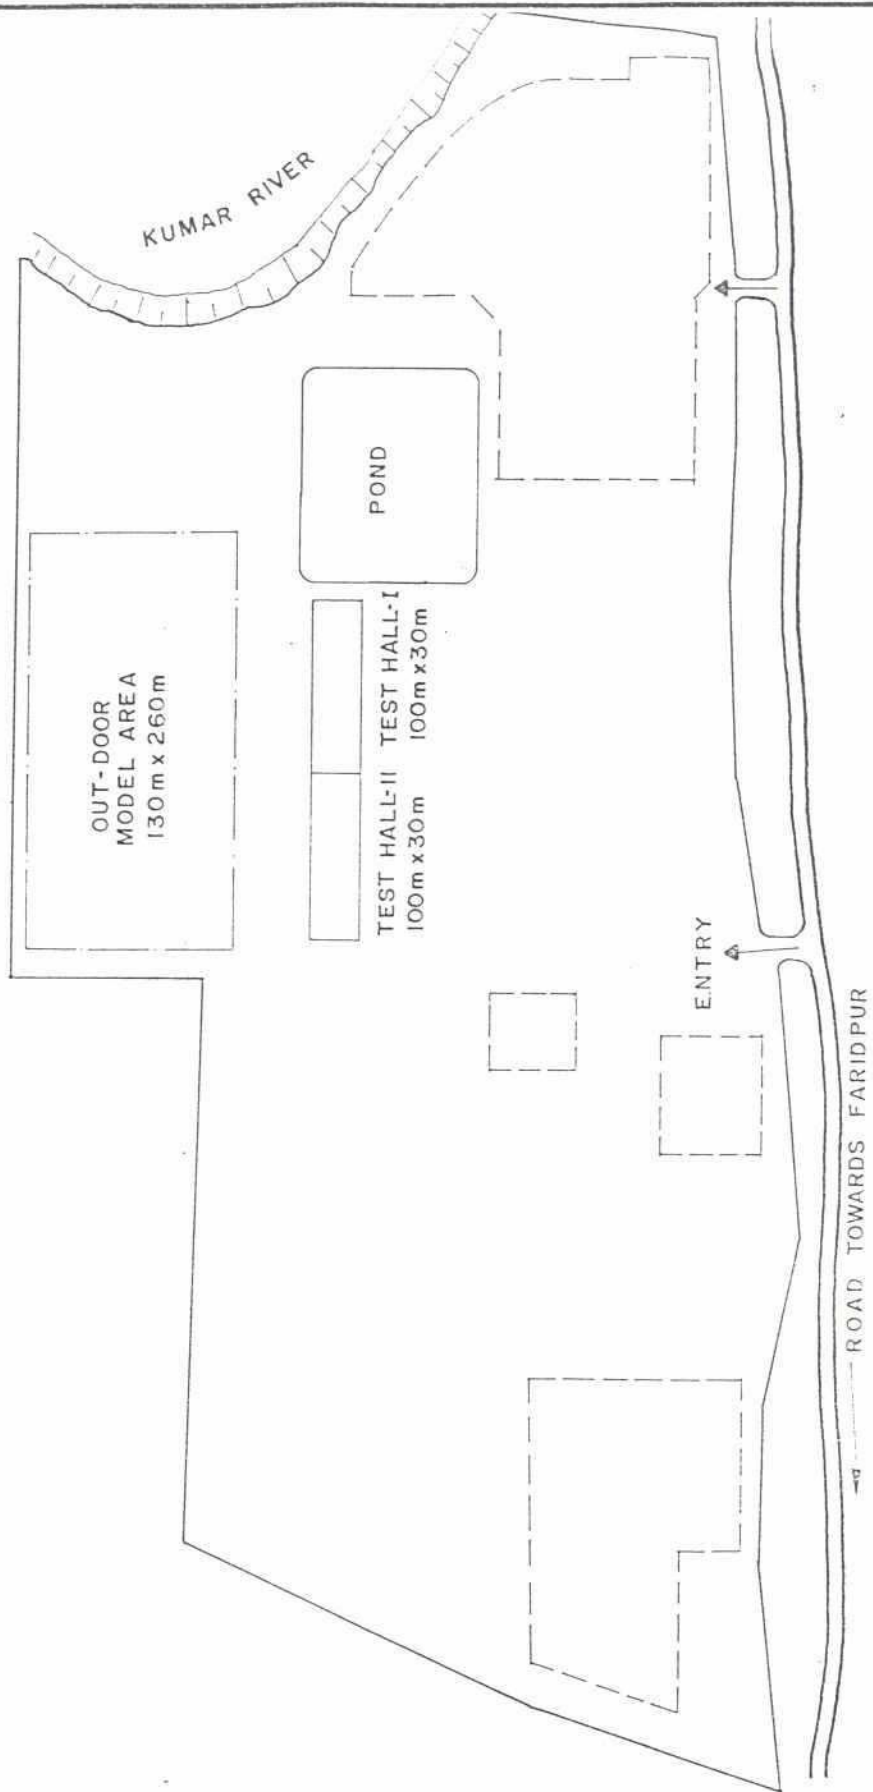 KUMAR RIVER
OUT-DOOR
MODEL AREA
130m x 260m
POND
TEST HALL-II
100m x 30m
TEST HALL-I
100m x 30m
ENTRY
ROAD TOWARDS FARIDPUR